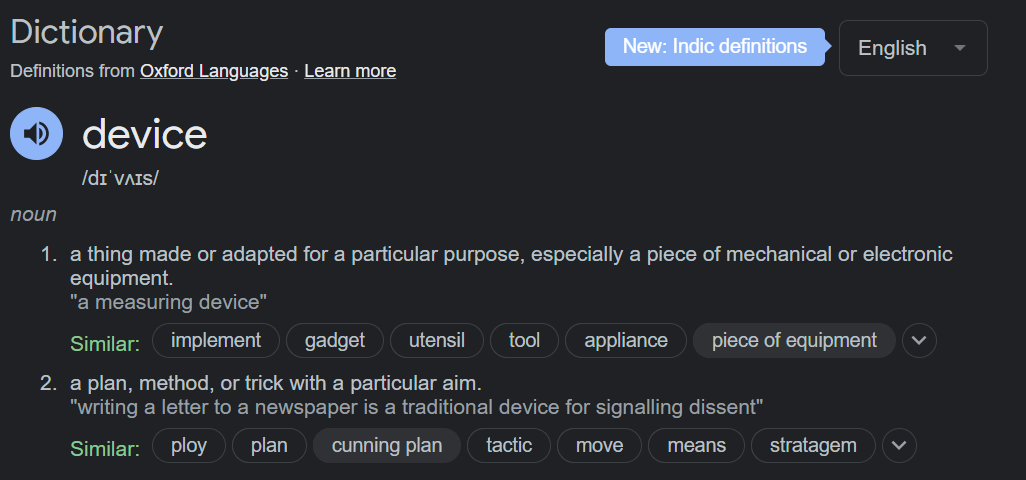 Dictionary
New: Indic definitions
English
Definitions from Oxford Languages · Learn more
device
/dɪˈvʌɪs/
noun
1. a thing made or adapted for a particular purpose, especially a piece of mechanical or electronic
equipment.
"a measuring device"
Similar: implement gadget utensil tool appliance piece of equipment
2. a plan, method, or trick with a particular aim.
"writing a letter to a newspaper is a traditional device for signalling dissent"
Similar: ploy plan cunning plan tactic move means stratagem